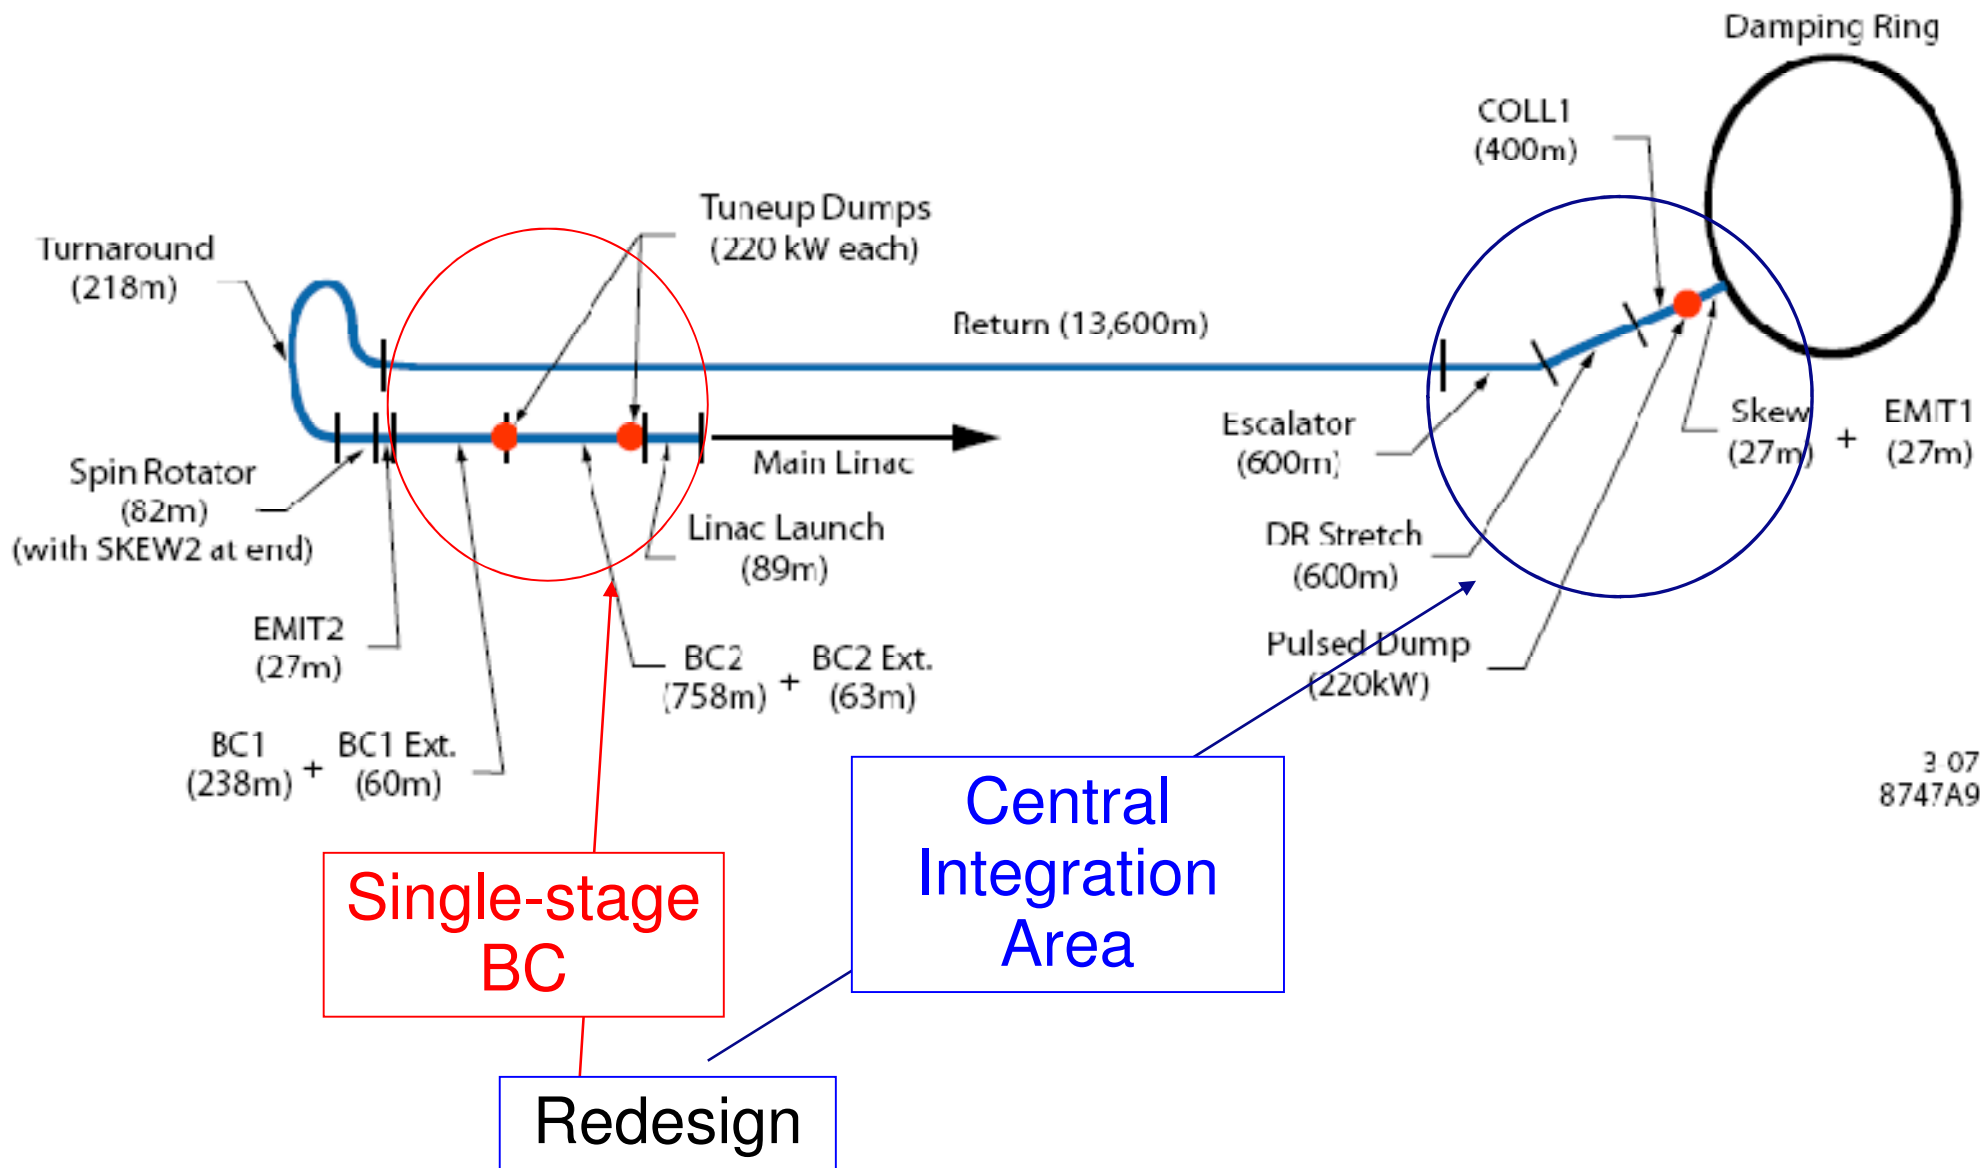 Damping Ring
COLL1
(400m)
Tuneup Dumps
(220 kW each)
Turnaround
(218m)
Return (13,600m)
Escalator
(600m)
Skew
(27m)
+
EMIT1
(27m)
Main Linac
Spin Rotator
(82m)
(with SKEW2 at end)
Linac Launch
(89m)
DR Stretch
(600m)
EMIT2
(27m)
BC2
(758m)
+
BC2 Ext.
(63m)
Pulsed Dump
(220kW)
BC1
(238m)
+
BC1 Ext.
(60m)
3-07
8747A9
Central
Integration
Area
Single-stage
BC
Redesign